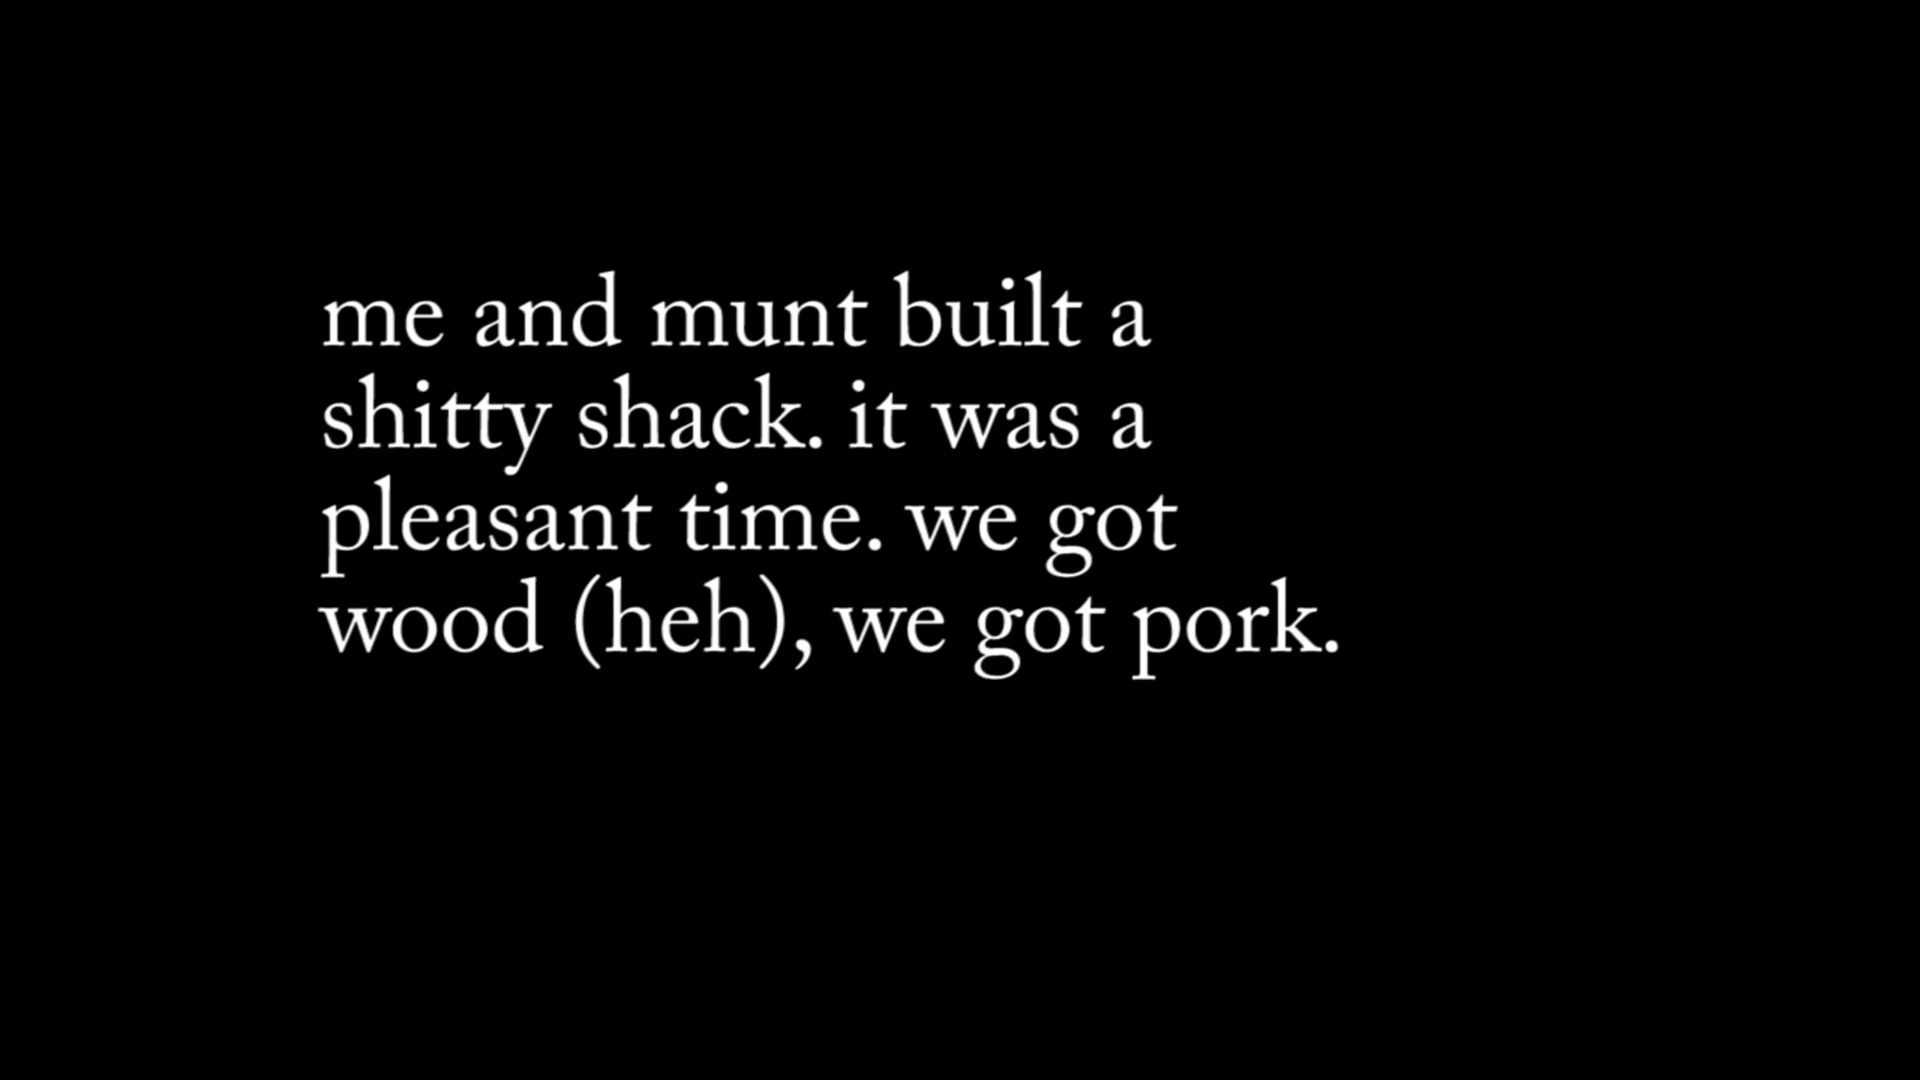 me and munt built a
shitty shack. it was a
pleasant time. we got
wood (heh), we got pork.